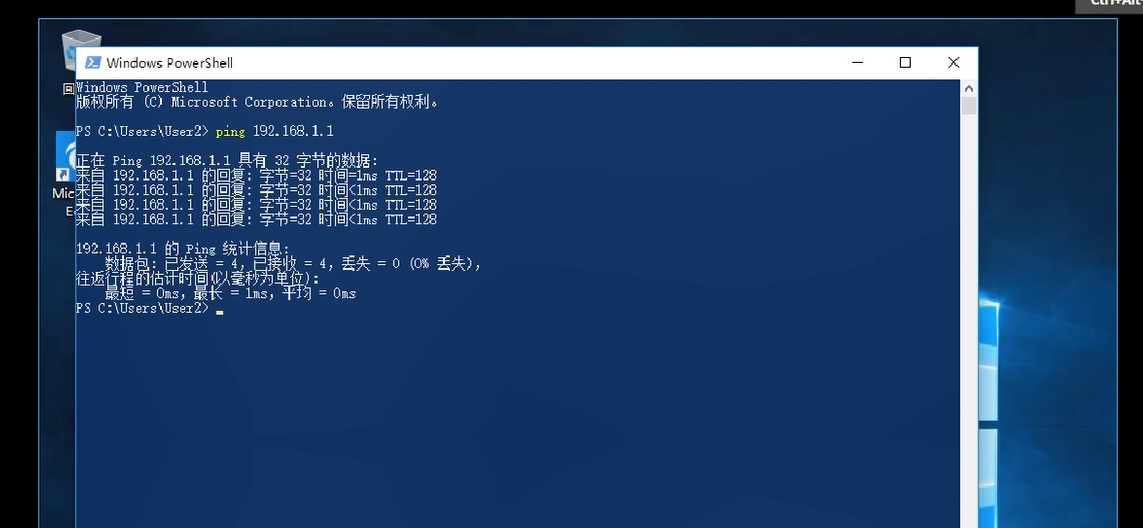 Ctrl+Alt-
Windows PowerShell
回
Windows PowerShell
版权所有 (C) Microsoft Corporation。保留所有权利。
PS C:\Users\User2> ping 192.168.1.1
正在 Ping 192.168.1.1 具有 32 字节的数据:
来自 192.168.1.1 的回复: 字节=32 时间=1ms TTL=128
来自 192.168.1.1 的回复: 字节=32 时间<1ms TTL=128
Mic
来自 192.168.1.1 的回复: 字节=32 时间<1ms TTL=128
E
来自 192.168.1.1 的回复: 字节=32 时间<1ms TTL=128
192.168.1.1 的 Ping 统计信息:
数据包: 已发送 = 4，已接收 = 4，丢失 = 0 (0% 丢失)，
往返行程的估计时间(以毫秒为单位):
最短 = 0ms，最长 = 1ms，平均 = 0ms
PS C:\Users\User2>